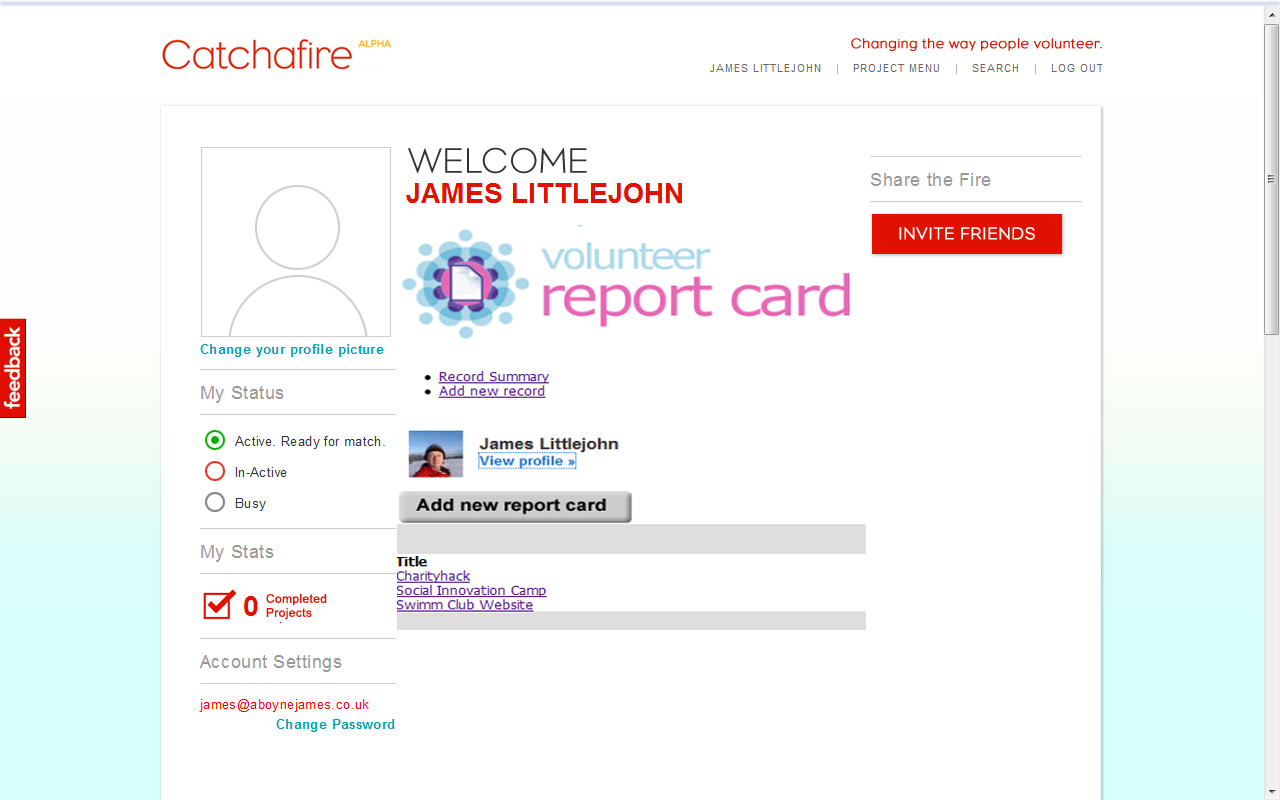 Catchafire ALPHA
Changing the way people volunteer.
JAMES LITTLEJOHN | PROJECT MENU | SEARCH | LOG OUT
feedback
Change your profile picture
My Status
Active. Ready for match.
In-Active
Busy
My Stats
0 Completed Projects
Account Settings
james@aboynejames.co.uk
Change Password
WELCOME
JAMES LITTLEJOHN
volunteer
report card
Record Summary
Add new record
James Littlejohn
View profile »
Add new report card
Title
Charityhack
Social Innovation Camp
Swimm Club Website
Share the Fire
INVITE FRIENDS